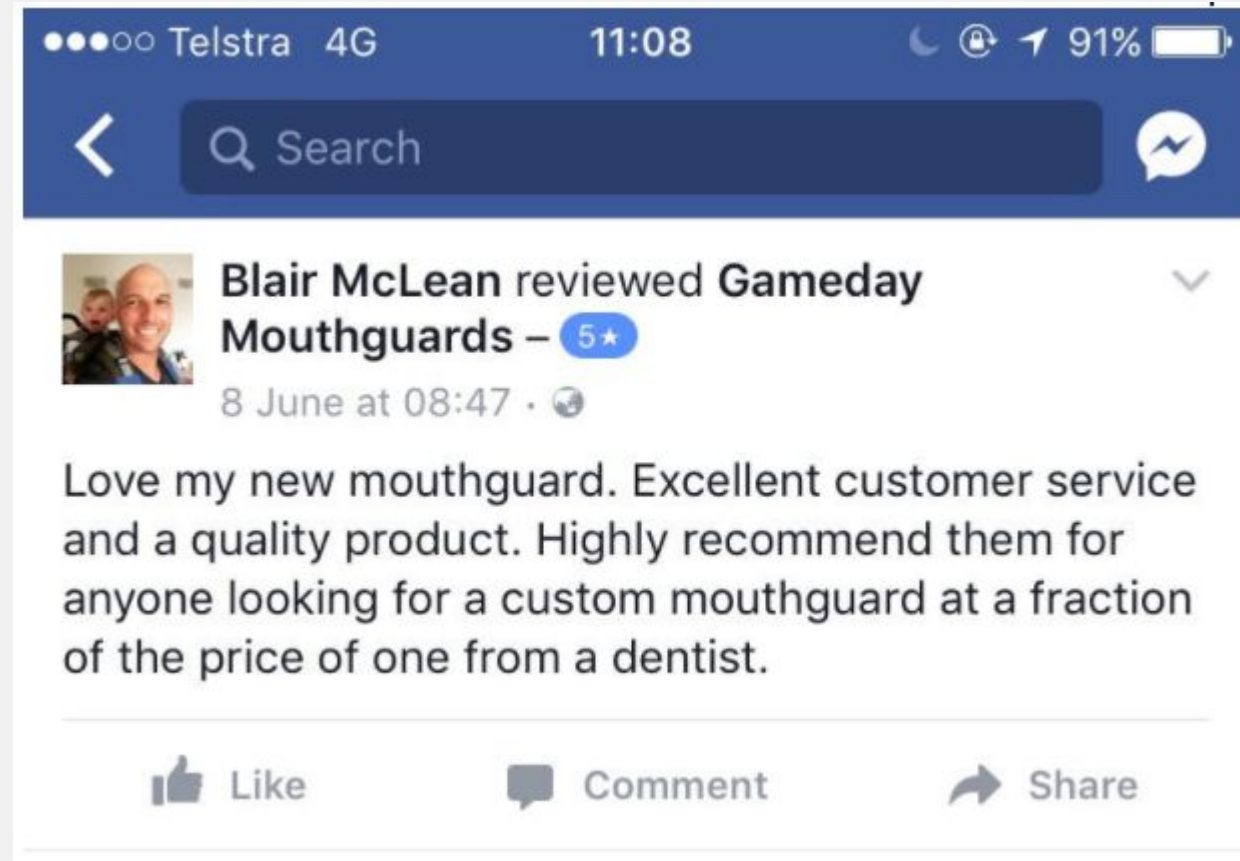 Telstra 4G 11:08 91%
Search
Blair McLean reviewed Gameday
Mouthguards – 5★
8 June at 08:47 ·
Love my new mouthguard. Excellent customer service
and a quality product. Highly recommend them for
anyone looking for a custom mouthguard at a fraction
of the price of one from a dentist.
Like Comment Share